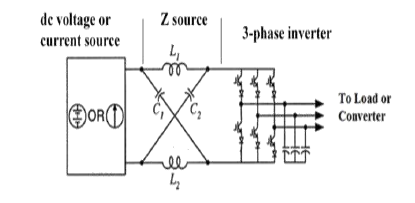 dc voltage or
current source
Z source
3-phase inverter
L1
C1
C2
OR
To Load or
Converter
L2